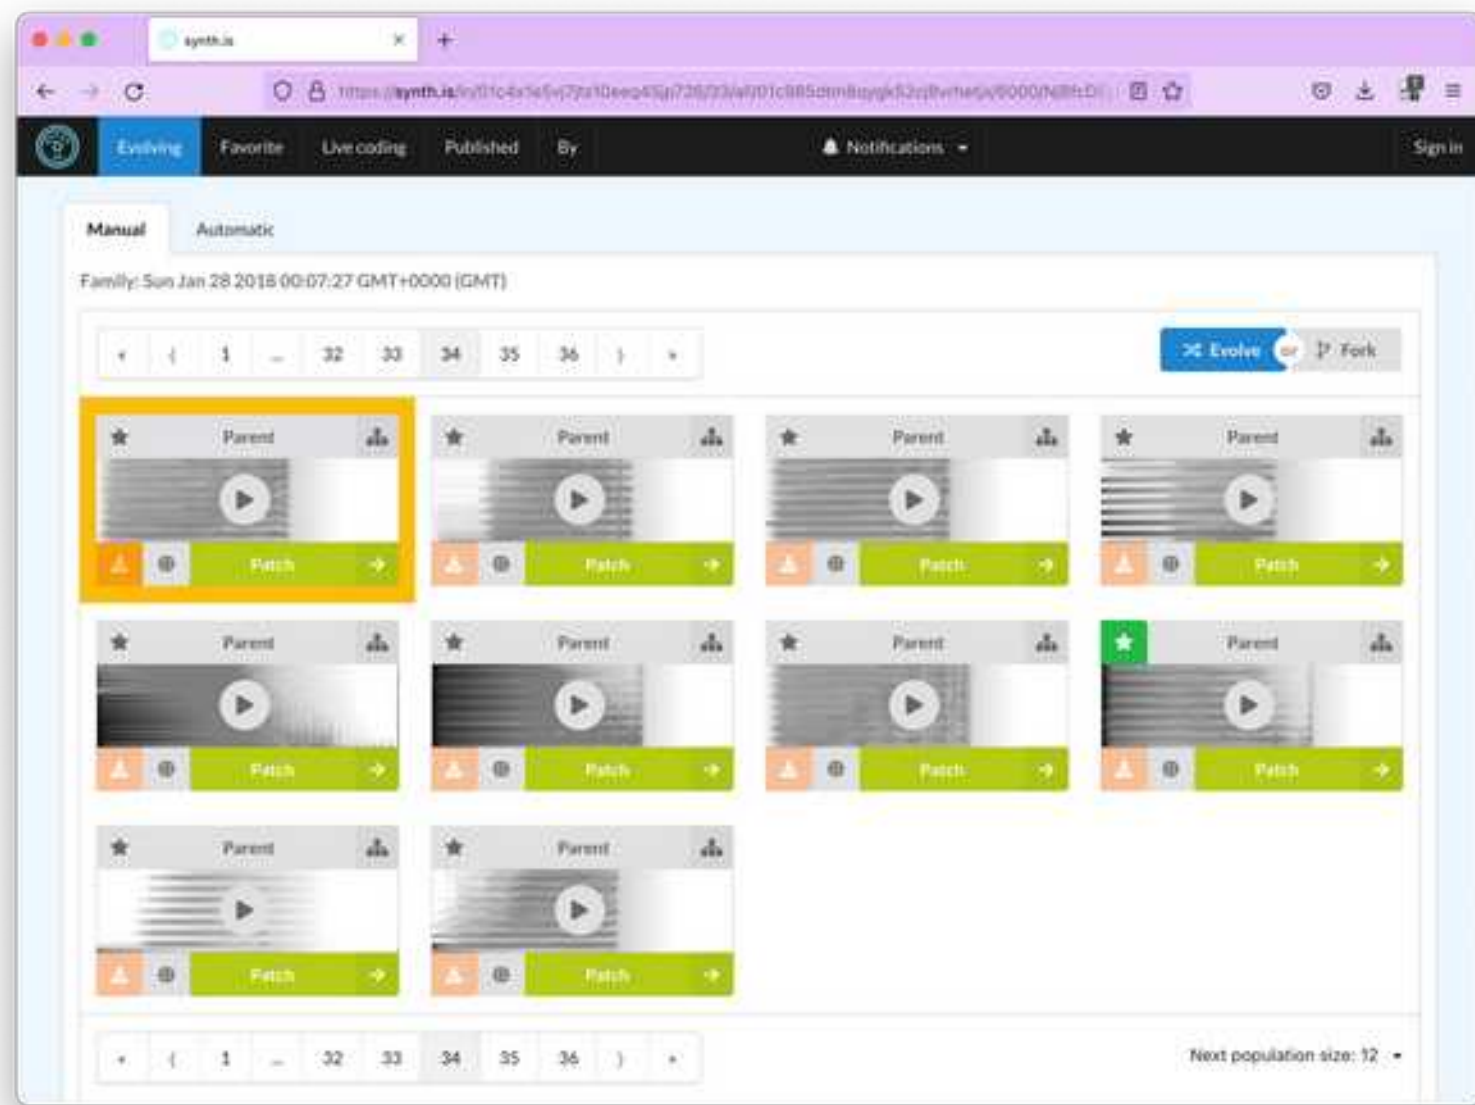 synth.is
Evolving Favorite Live coding Published By Notifications Sign in
Manual Automatic
Family: Sun Jan 28 2018 00:07:27 GMT+0000 (GMT)
« ⟨ 1 ... 32 33 34 35 36 ⟩ » Evolve or Fork
Parent Parent Parent Parent
Patch Patch Patch Patch
Parent Parent Parent Parent
Patch Patch Patch Patch
Parent Parent
Patch Patch
« ⟨ 1 ... 32 33 34 35 36 ⟩ » Next population size: 12